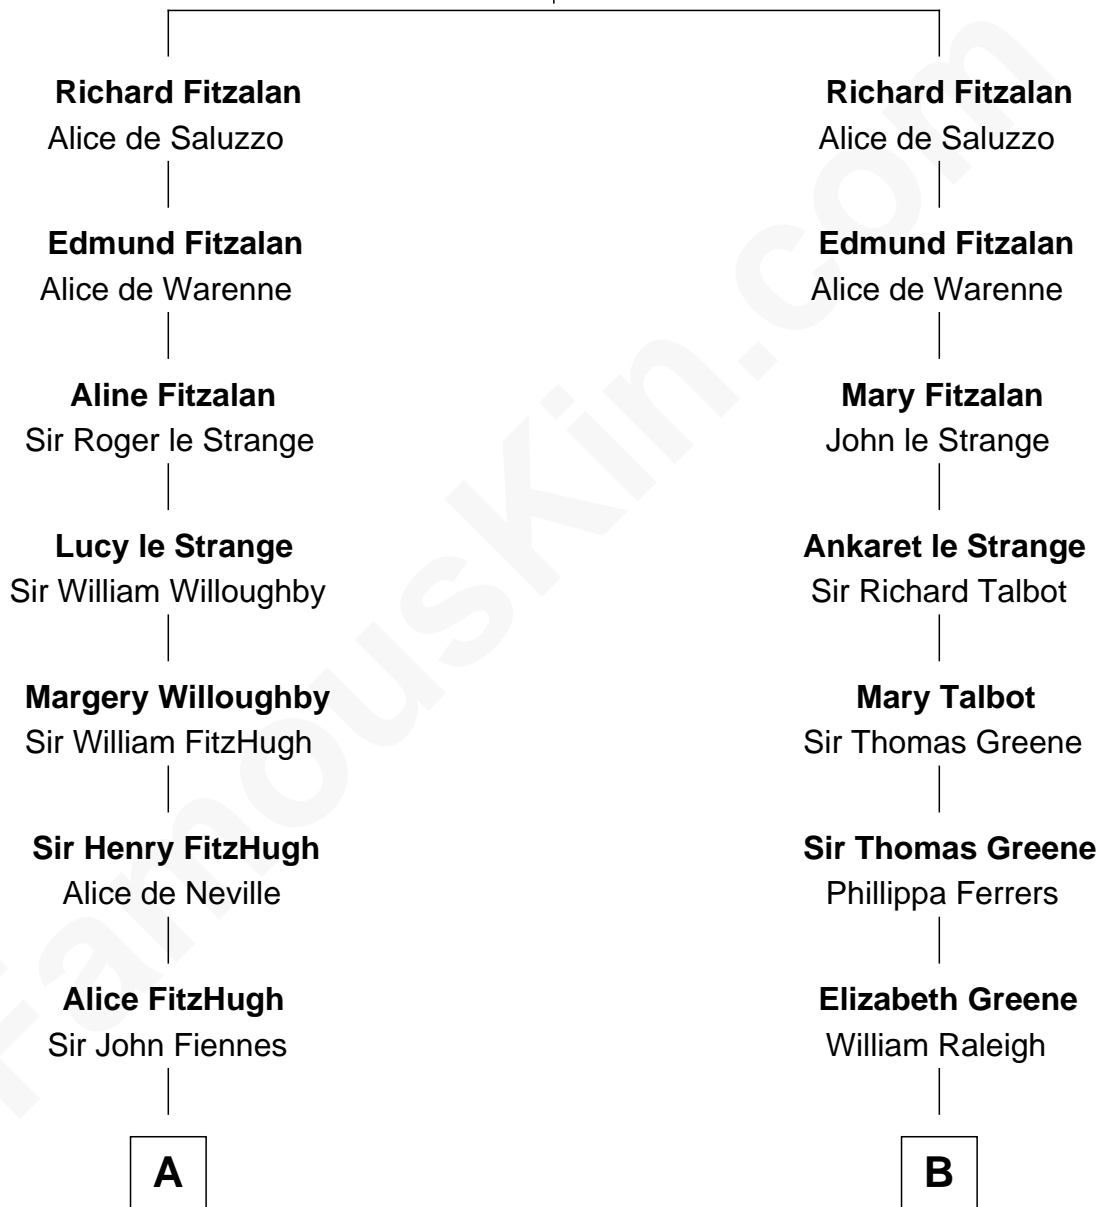 Richard Fitzalan
Alice de Saluzzo
Edmund Fitzalan
Alice de Warenne
Aline Fitzalan
Sir Roger le Strange
Lucy le Strange
Sir William Willoughby
Margery Willoughby
Sir William FitzHugh
Sir Henry FitzHugh
Alice de Neville
Alice FitzHugh
Sir John Fiennes
A
Richard Fitzalan
Alice de Saluzzo
Edmund Fitzalan
Alice de Warenne
Mary Fitzalan
John le Strange
Ankaret le Strange
Sir Richard Talbot
Mary Talbot
Sir Thomas Greene
Sir Thomas Greene
Phillippa Ferrers
Elizabeth Greene
William Raleigh
B
FamousKin.com